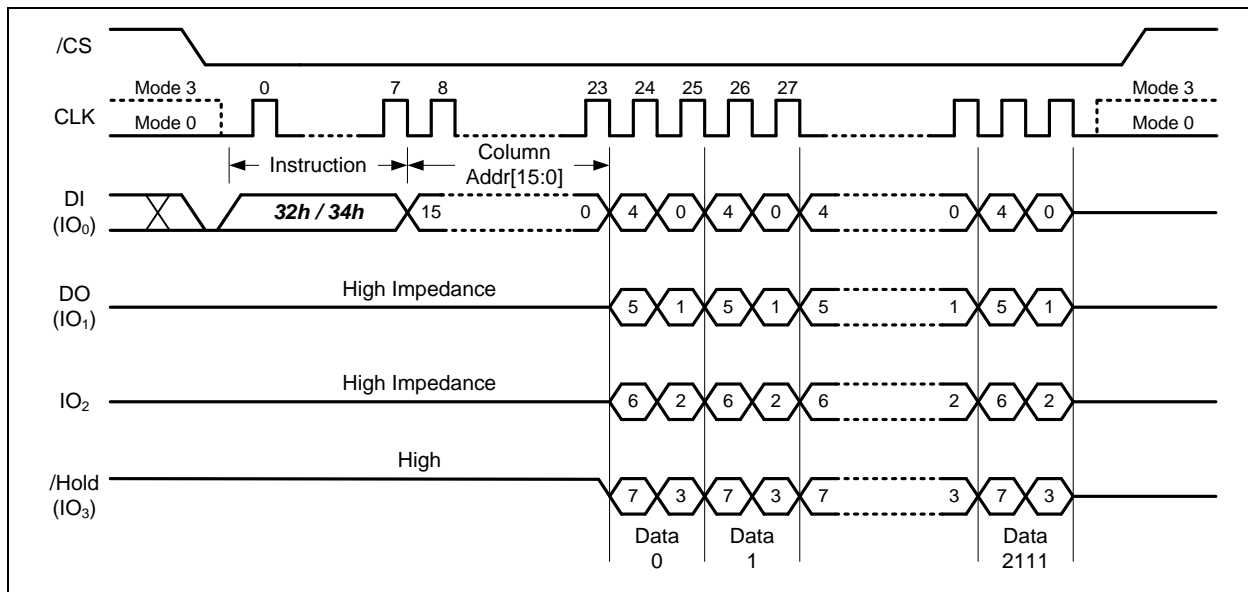 /CS
Mode 3 0 7 8 23 24 25 26 27 Mode 3
CLK
Mode 0 Mode 0
Instruction Column
Addr[15:0]
DI
(IO₀)
32h / 34h 15 0 4 0 4 0 4 0 4 0
High Impedance
DO
(IO₁)
5 1 5 1 5 1 5 1
High Impedance
IO₂ 6 2 6 2 6 2 6 2
High
/Hold
(IO₃)
7 3 7 3 7 3 7 3
Data Data Data
0 1 2111